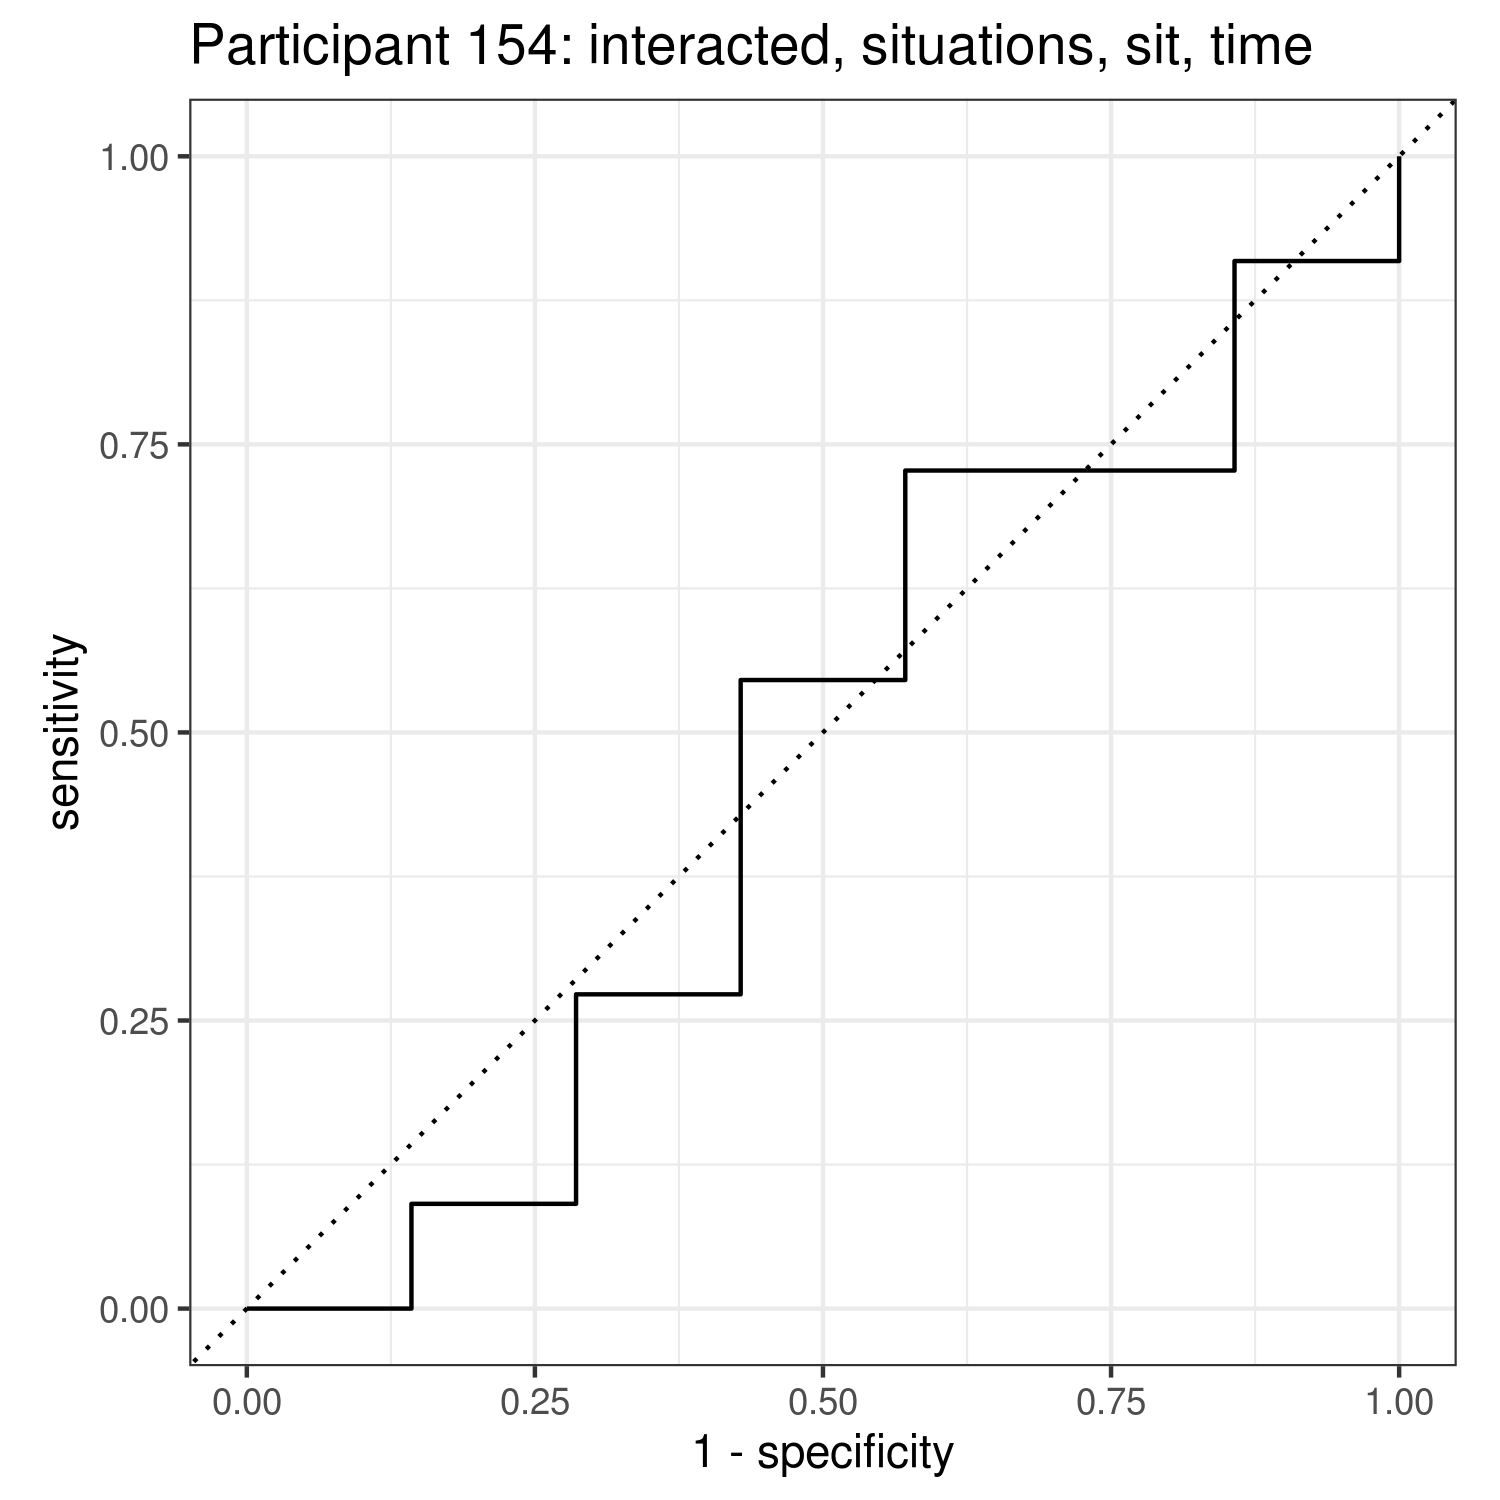 Participant 154: interacted, situations, sit, time
1.00
0.75
0.50
0.25
0.00
sensitivity
0.00 0.25 0.50 0.75 1.00
1 - specificity